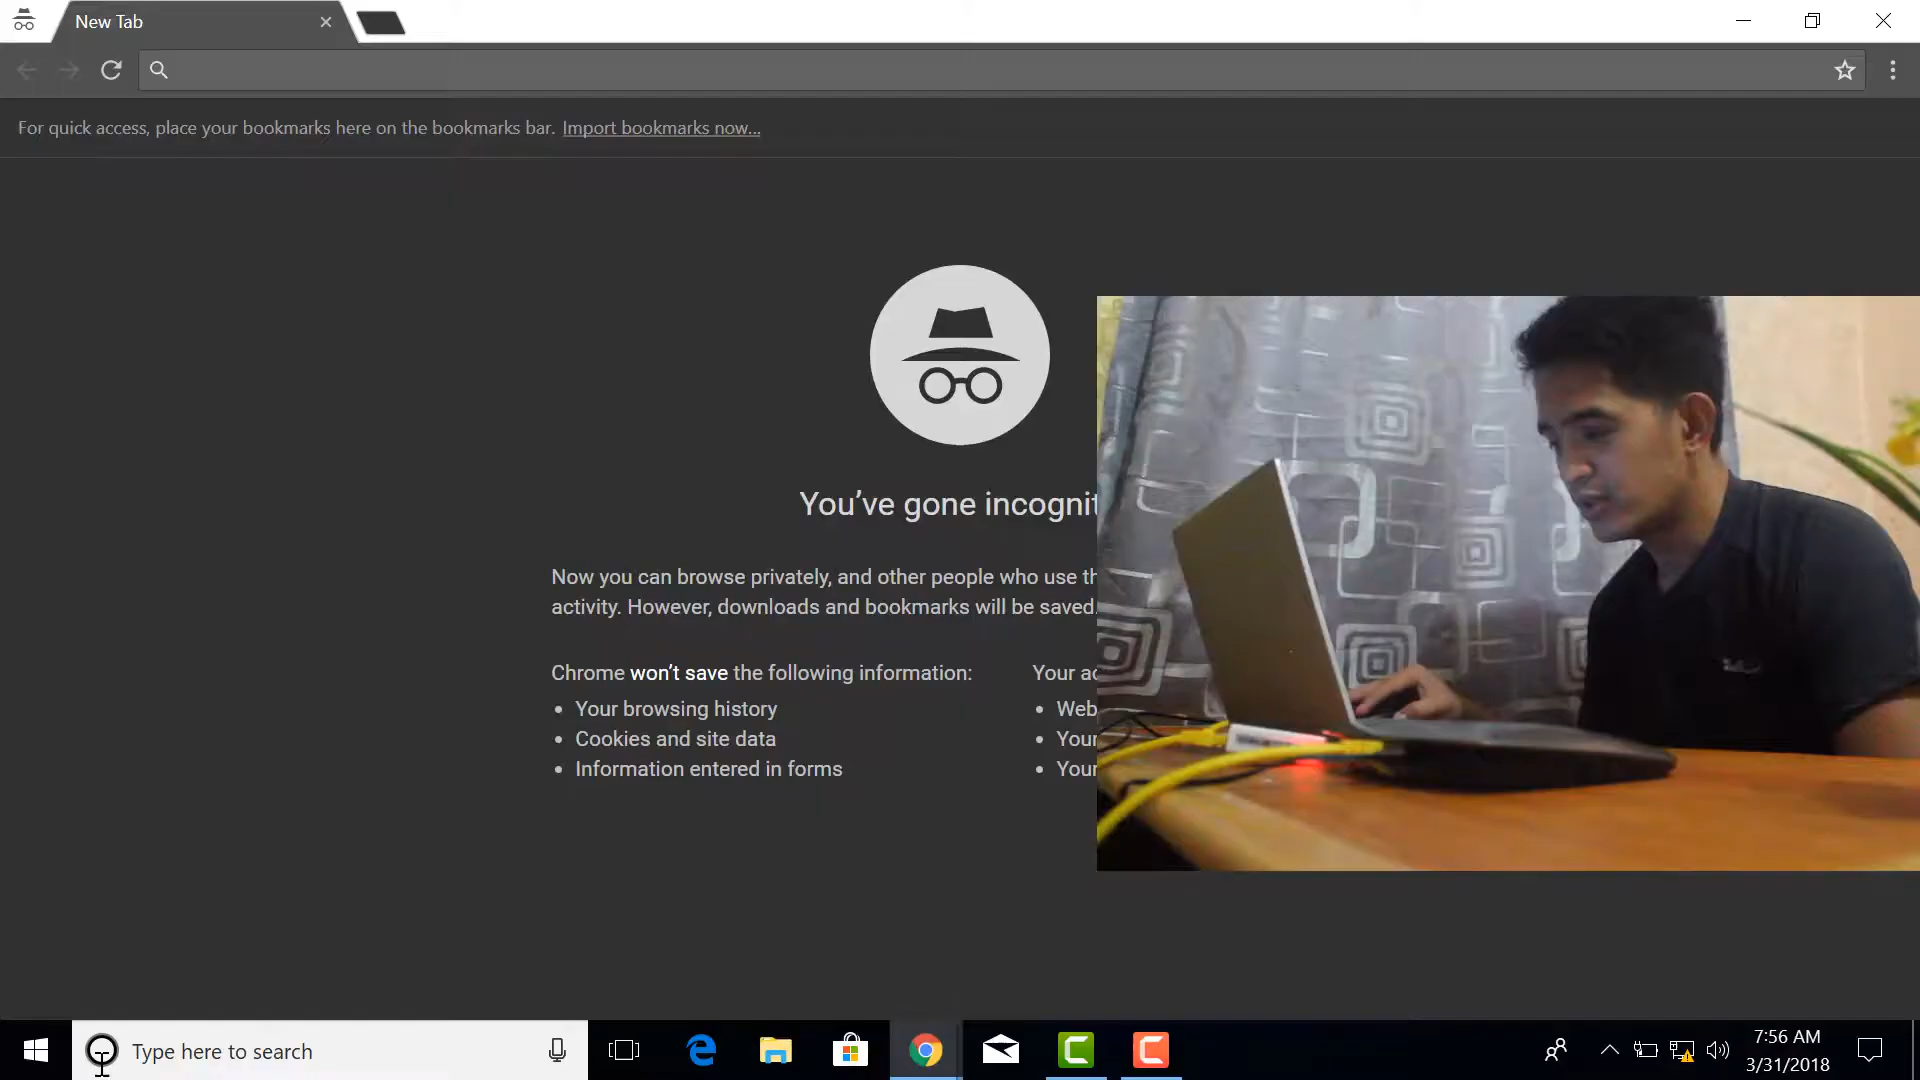 New Tab
For quick access, place your bookmarks here on the bookmarks bar. Import bookmarks now...
You've gone incognit
Now you can browse privately, and other people who use th
activity. However, downloads and bookmarks will be saved.
Chrome won't save the following information:
Your browsing history
Cookies and site data
Information entered in forms
Your ac
Web
Your
Your
Type here to search
7:56 AM
3/31/2018